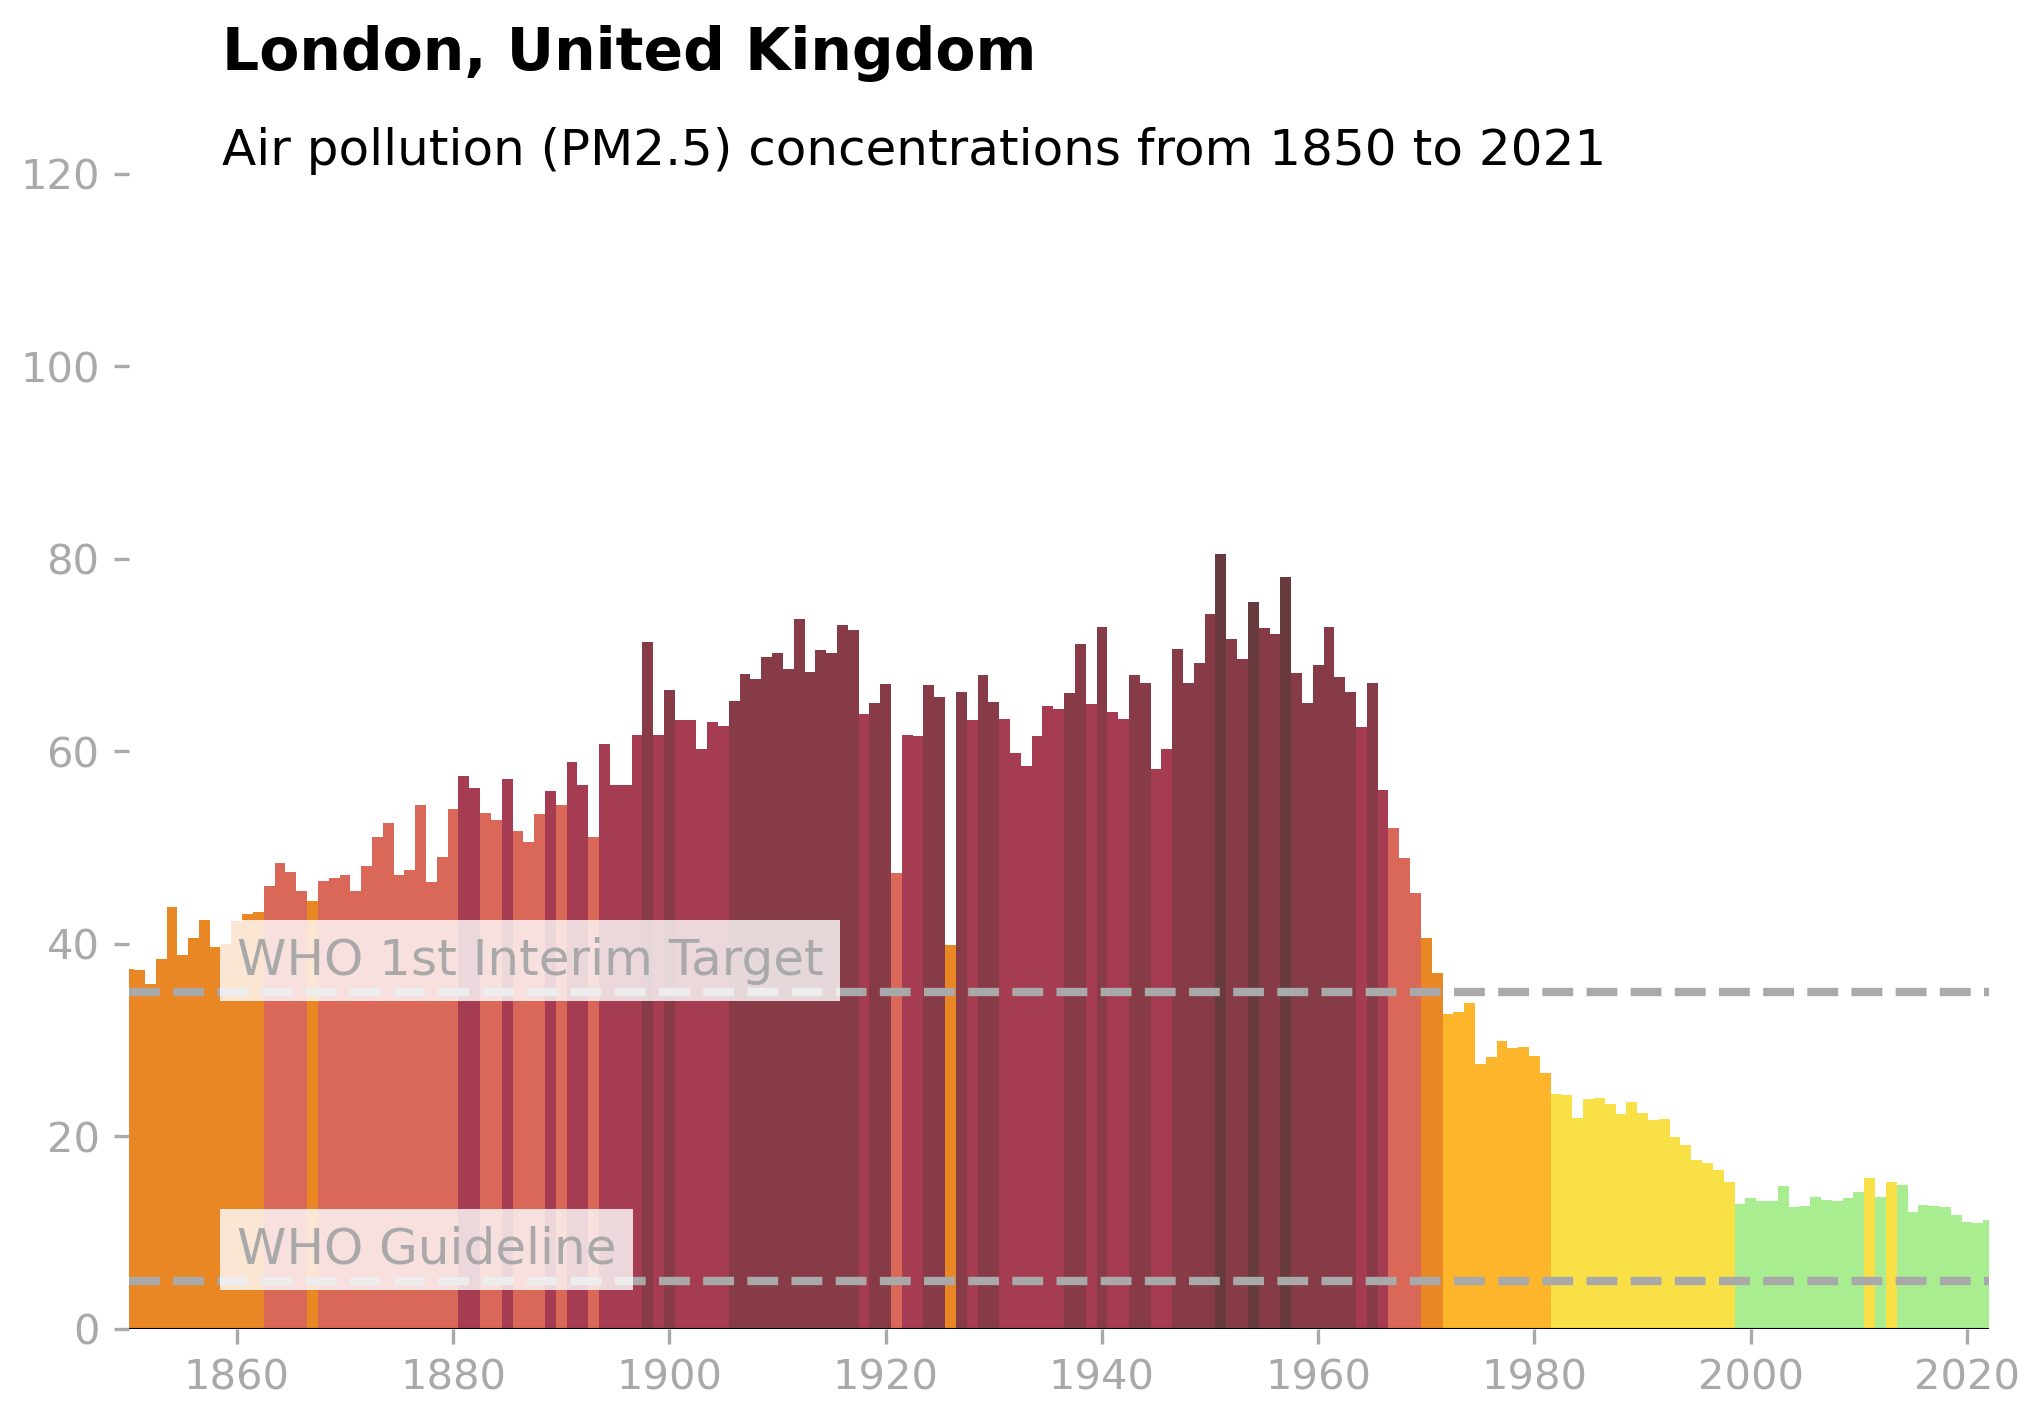 London, United Kingdom
Air pollution (PM2.5) concentrations from 1850 to 2021
120
100
80
60
40
20
0
WHO 1st Interim Target
WHO Guideline
1860 1880 1900 1920 1940 1960 1980 2000 2020